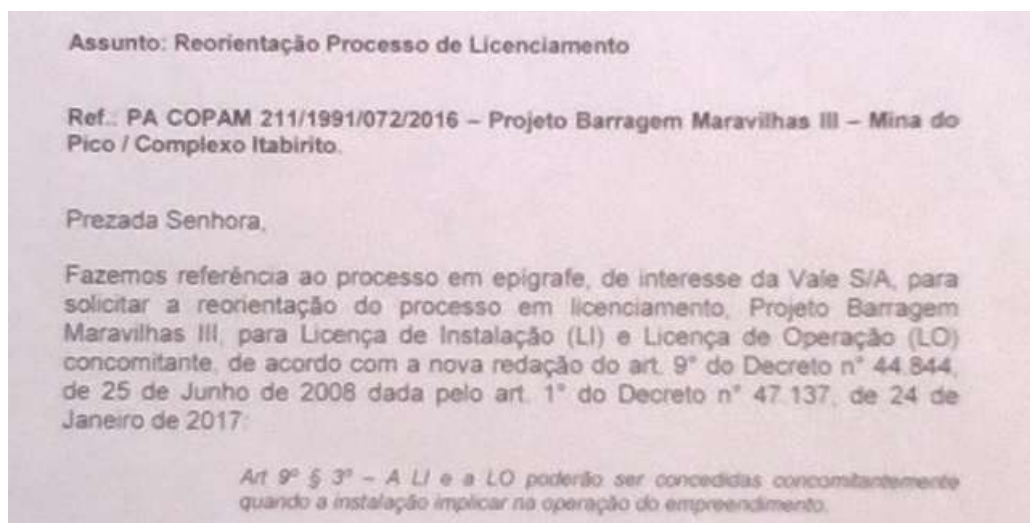 Assunto: Reorientação Processo de Licenciamento
Ref.: PA COPAM 211/1991/072/2016 – Projeto Barragem Maravilhas III – Mina do
Pico / Complexo Itabirito.
Prezada Senhora,
Fazemos referência ao processo em epigrafe, de interesse da Vale S/A, para
solicitar a reorientação do processo em licenciamento, Projeto Barragem
Maravilhas III, para Licença de Instalação (LI) e Licença de Operação (LO)
concomitante, de acordo com a nova redação do art. 9° do Decreto n° 44.844,
de 25 de Junho de 2008 dada pelo art. 1° do Decreto n° 47.137, de 24 de
Janeiro de 2017:
Art 9º § 3º – A LI e a LO poderão ser concedidas concomitantemente
quando a instalação implicar na operação do empreendimento.